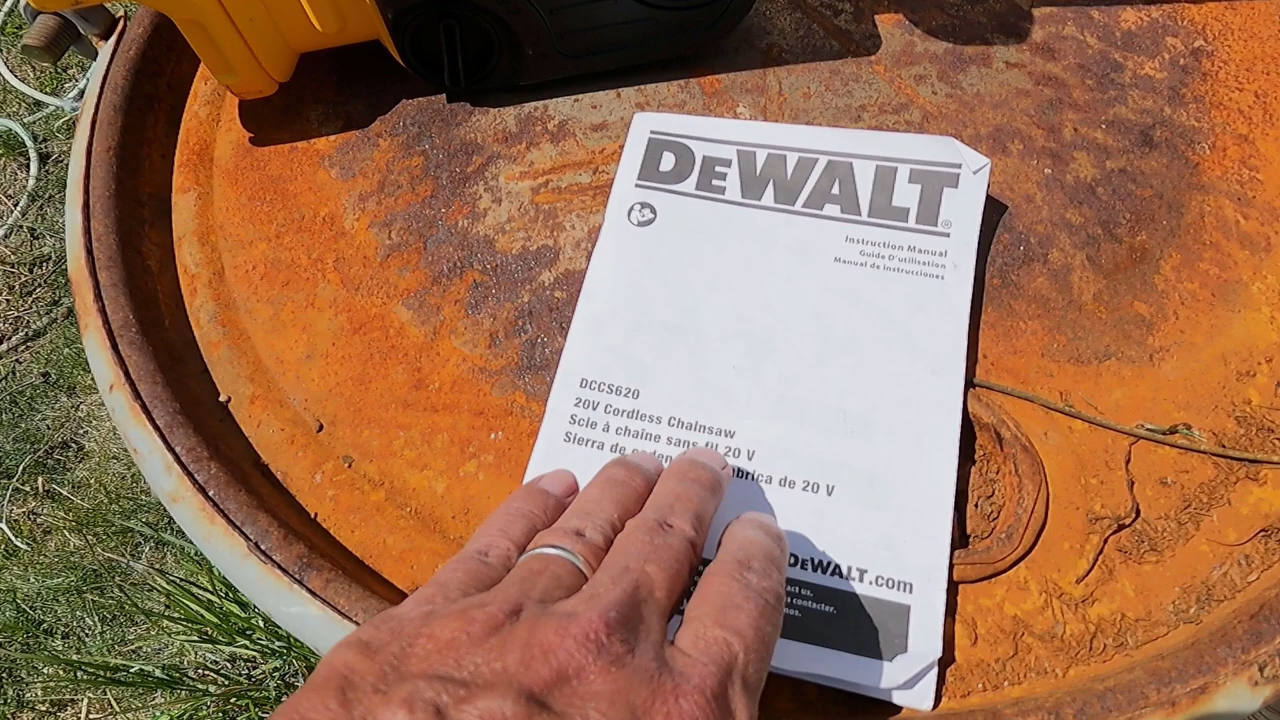 DEWALT®
Instruction Manual
Guide D'utilisation
Manual de instrucciones
DCCS620
20V Cordless Chainsaw
Scie à chaîne sans fil 20 V
Sierra de de 20 V
DEWALT.com
act us.
contacter.